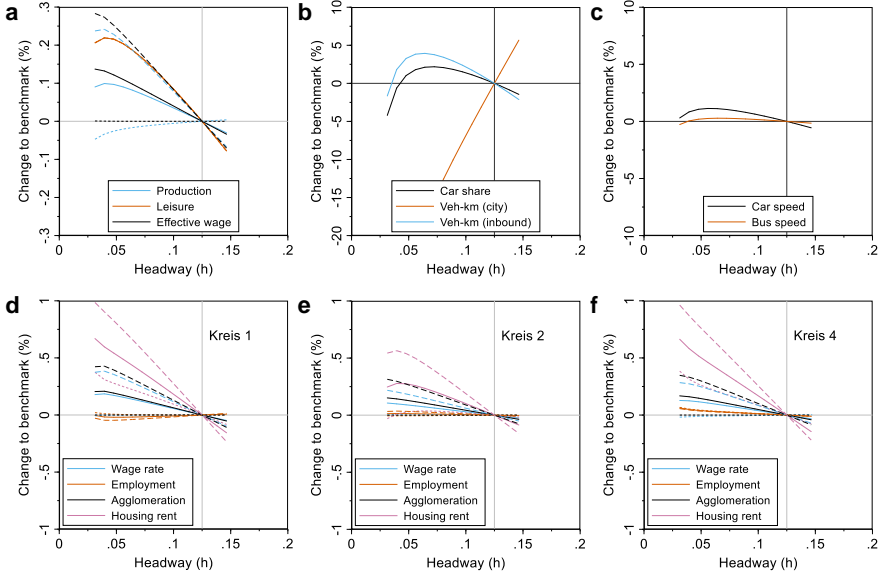 a
Change to benchmark (%)
.3
.2
.1
0
.1
.2
-.3
0
.05
.1
.15
.2
Headway (h)
Production
Leisure
Effective wage
b
Change to benchmark (%)
10
5
0
-5
-10
-15
-20
0
.05
.1
.15
.2
Headway (h)
Car share
Veh-km (city)
Veh-km (inbound)
c
Change to benchmark (%)
10
5
0
-5
-10
0
.05
.1
.15
.2
Headway (h)
Car speed
Bus speed
d
Change to benchmark (%)
1
.5
0
-.5
-1
0
.05
.1
.15
.2
Headway (h)
Kreis 1
Wage rate
Employment
Agglomeration
Housing rent
e
Change to benchmark (%)
1
.5
0
-.5
-1
0
.05
.1
.15
.2
Headway (h)
Kreis 2
Wage rate
Employment
Agglomeration
Housing rent
f
Change to benchmark (%)
1
.5
0
-.5
-1
0
.05
.1
.15
.2
Headway (h)
Kreis 4
Wage rate
Employment
Agglomeration
Housing rent